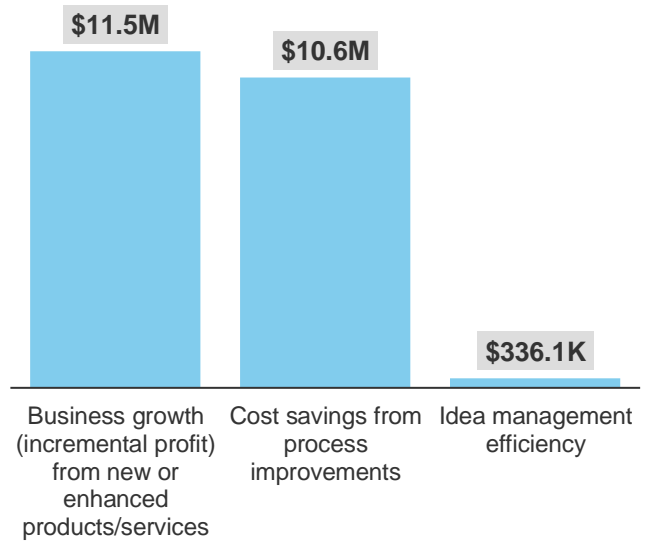 $11.5M
$10.6M
$336.1K
Business growth
(incremental profit)
from new or
enhanced
products/services
Cost savings from
process
improvements
Idea management
efficiency